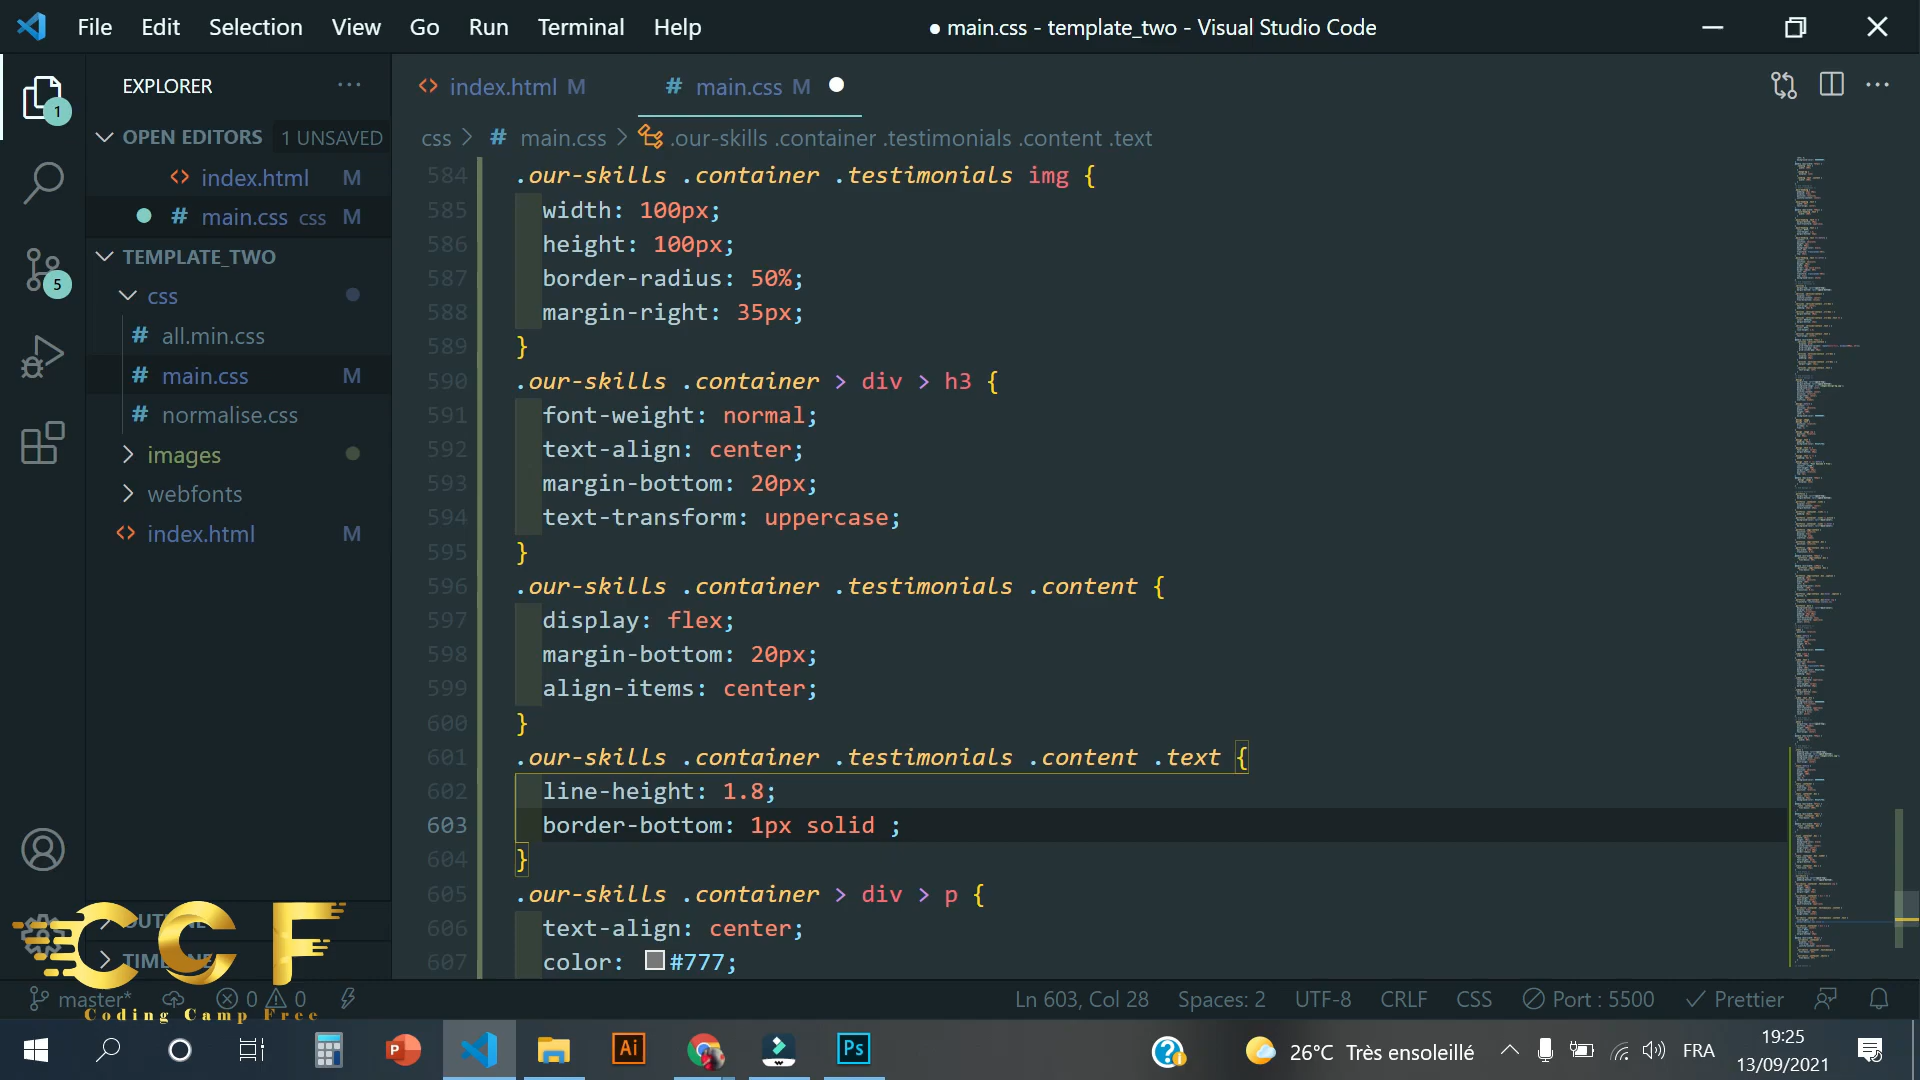 File Edit Selection View Go Run Terminal Help
● main.css - template_two - Visual Studio Code
EXPLORER ...
index.html M
# main.css M
OPEN EDITORS 1 UNSAVED
css > # main.css > .our-skills .container .testimonials .content .text
index.html M
# main.css css M
TEMPLATE_TWO
css
# all.min.css
# main.css M
# normalise.css
images
webfonts
index.html M
1
5
584 .our-skills .container .testimonials img {
585 width: 100px;
586 height: 100px;
587 border-radius: 50%;
588 margin-right: 35px;
589 }
590 .our-skills .container > div > h3 {
591 font-weight: normal;
592 text-align: center;
593 margin-bottom: 20px;
594 text-transform: uppercase;
595 }
596 .our-skills .container .testimonials .content {
597 display: flex;
598 margin-bottom: 20px;
599 align-items: center;
600 }
601 .our-skills .container .testimonials .content .text {
602 line-height: 1.8;
603 border-bottom: 1px solid ;
604 }
605 .our-skills .container > div > p {
606 text-align: center;
607 color: #777;
OUTLINE
TIMELINE
CCF
Coding Camp Free
master* 0 0
Ln 603, Col 28 Spaces: 2 UTF-8 CRLF CSS Port : 5500 Prettier
P Ai Ps
26°C Très ensoleillé
FRA
19:25
13/09/2021